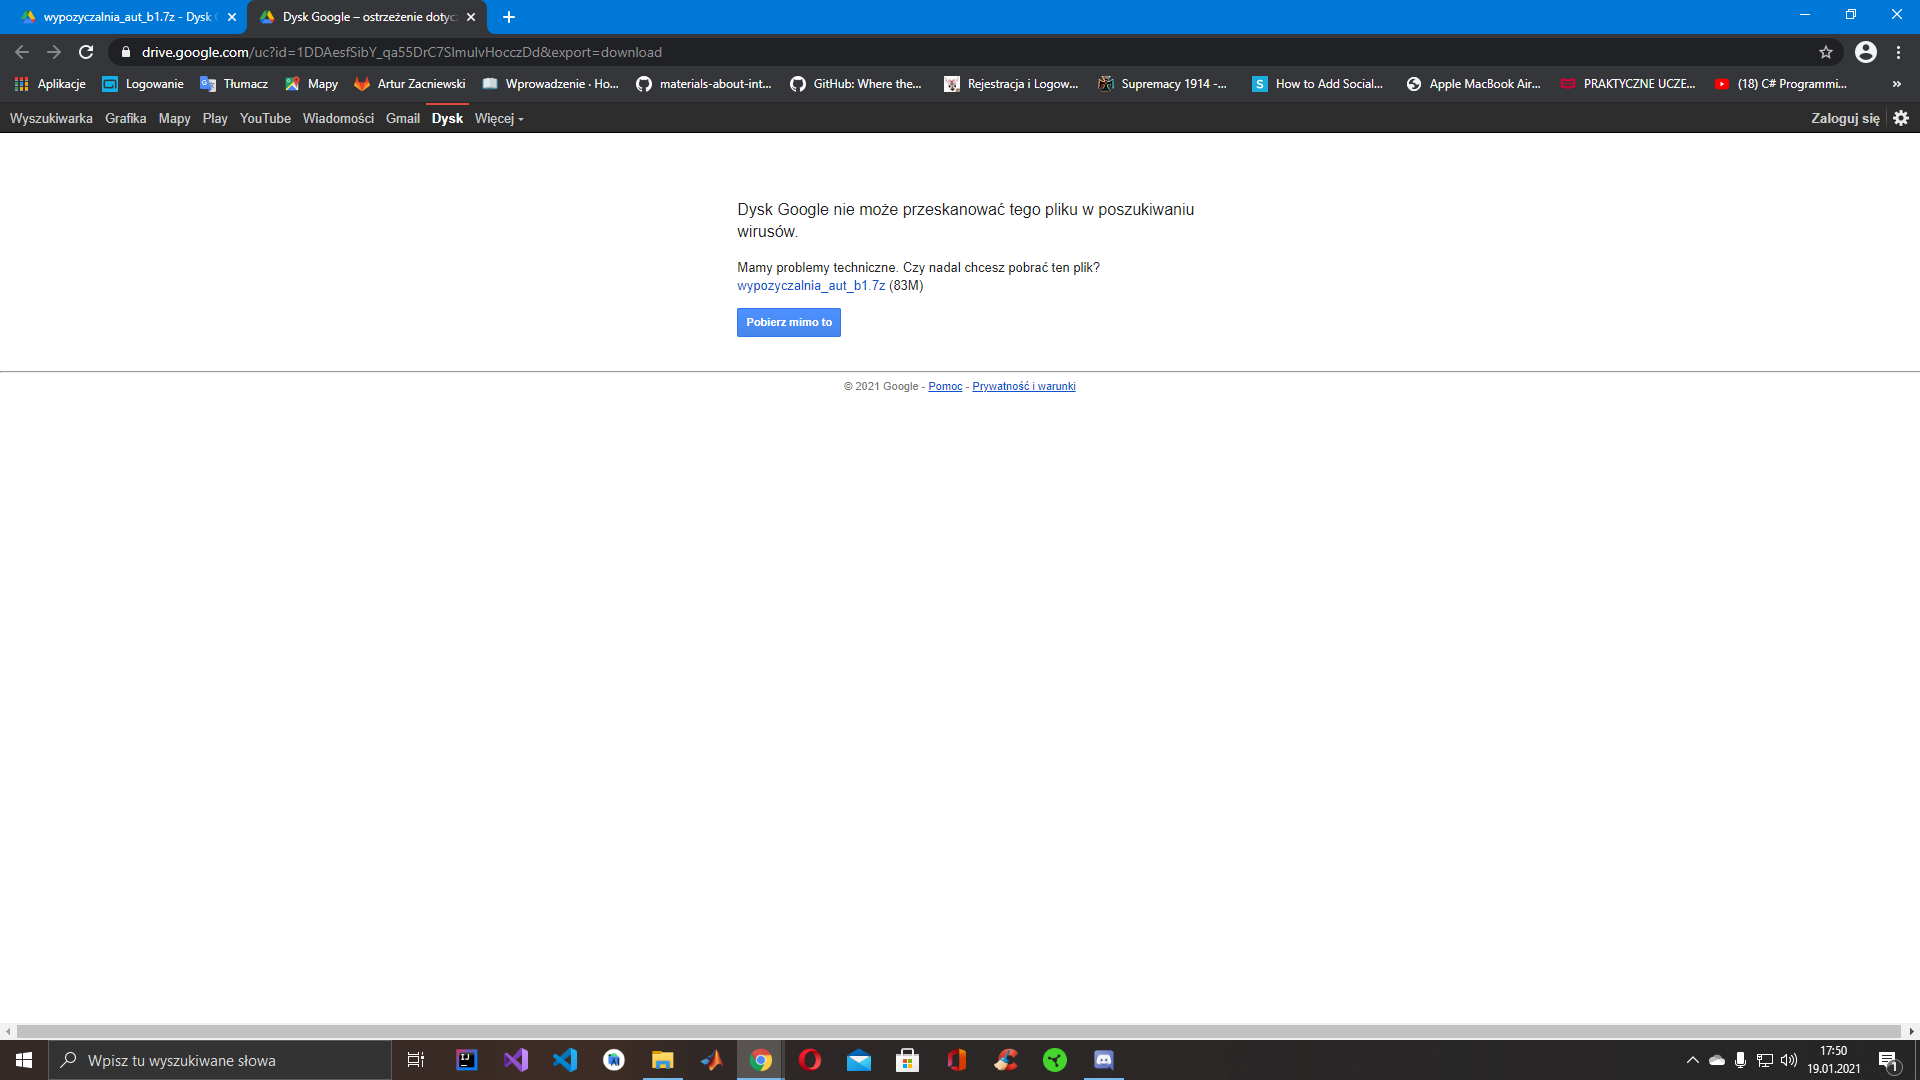 wypozyczalnia_aut_b1.7z - Dysk
Dysk Google – ostrzeżenie dotyc
drive.google.com/uc?id=1DDAesfSibY_qa55DrC7SlmulvHocczDd&export=download
Aplikacje Logowanie Tłumacz Mapy Artur Zacniewski Wprowadzenie · Ho... materials-about-int... GitHub: Where the... Rejestracja i Logow... Supremacy 1914 -... How to Add Social... Apple MacBook Air... PRAKTYCZNE UCZE... (18) C# Programmi... »
Wyszukiwarka Grafika Mapy Play YouTube Wiadomości Gmail Dysk Więcej Zaloguj się
Dysk Google nie może przeskanować tego pliku w poszukiwaniu
wirusów.
Mamy problemy techniczne. Czy nadal chcesz pobrać ten plik?
wypozyczalnia_aut_b1.7z (83M)
Pobierz mimo to
© 2021 Google - Pomoc - Prywatność i warunki
Wpisz tu wyszukiwane słowa
17:50
19.01.2021
1